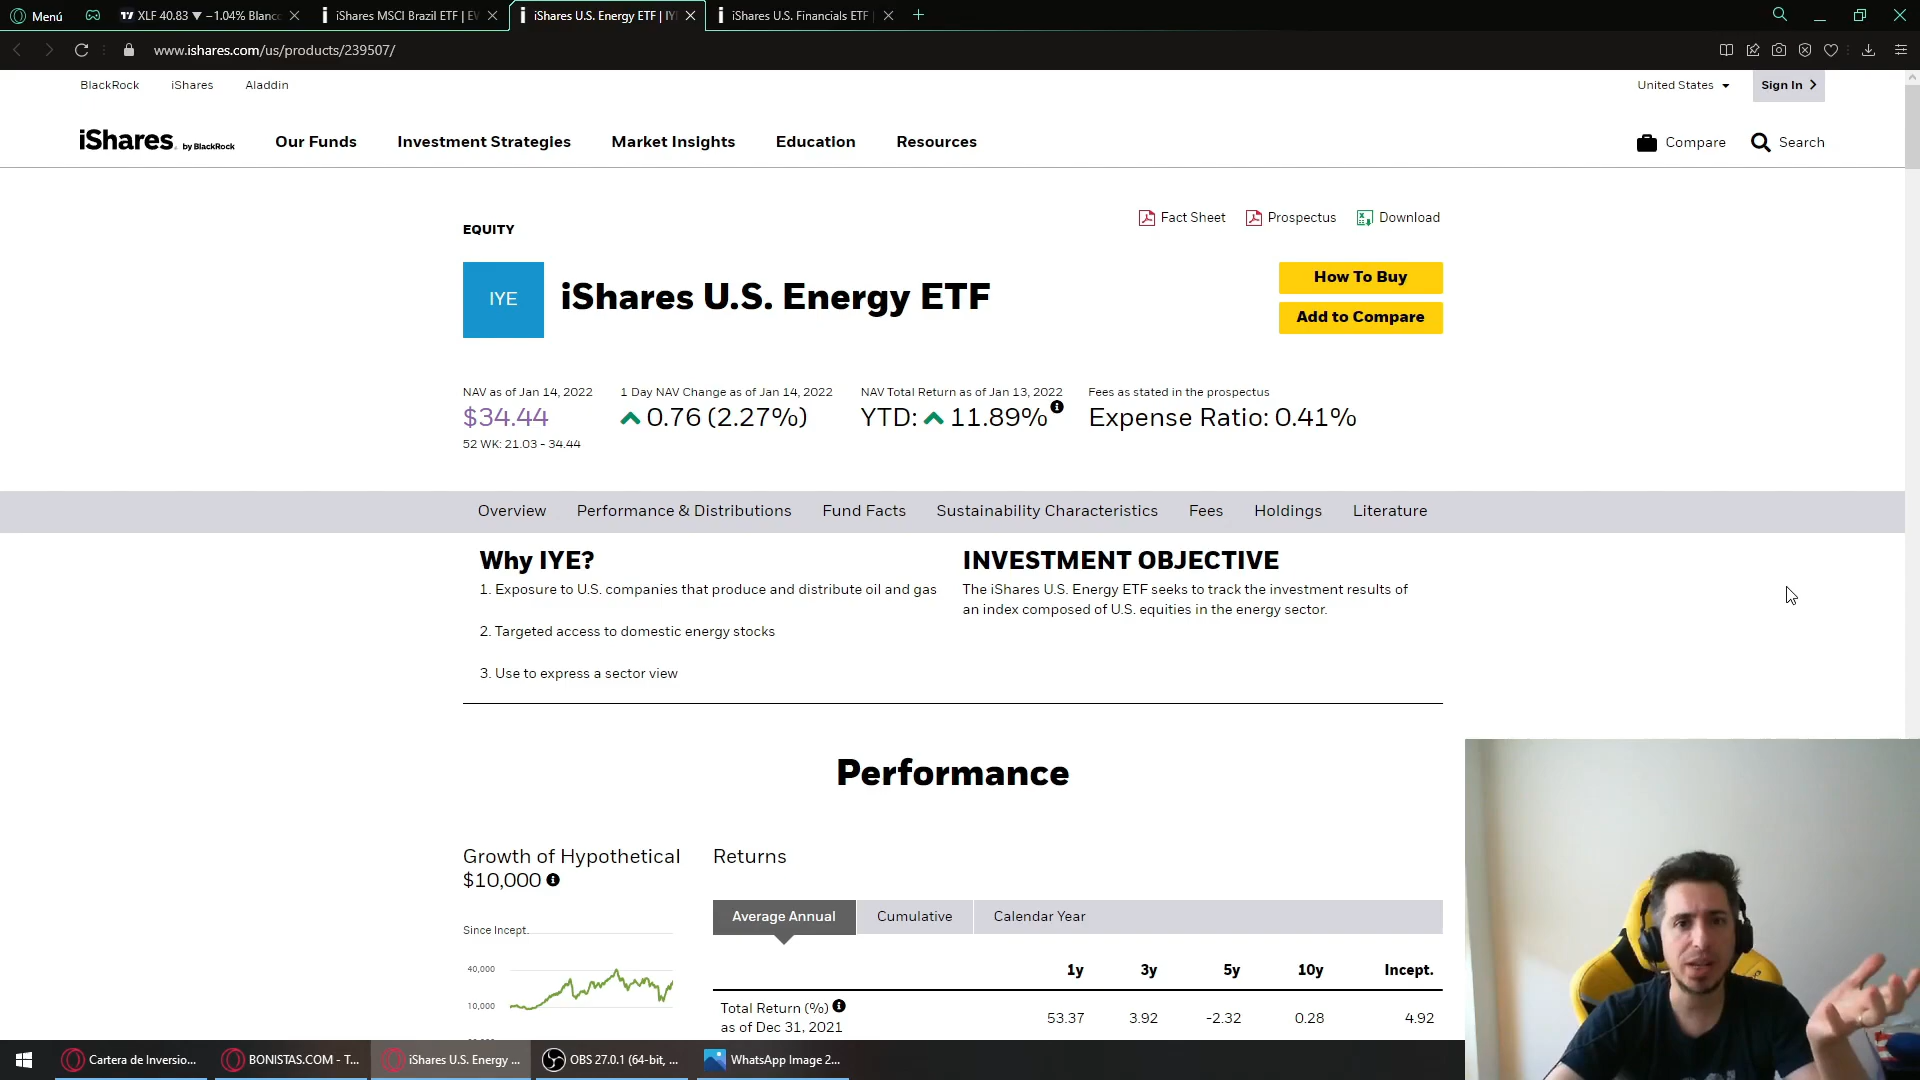 Menú
XLF 40.83 ▼ −1.04% Blanc
iShares MSCI Brazil ETF | EW
iShares U.S. Energy ETF | IYE
iShares U.S. Financials ETF |
www.ishares.com/us/products/239507/
BlackRock
iShares
Aladdin
United States
Sign In
iShares. by BlackRock
Our Funds
Investment Strategies
Market Insights
Education
Resources
Compare
Search
Fact Sheet
Prospectus
Download
EQUITY
IYE
iShares U.S. Energy ETF
How To Buy
Add to Compare
NAV as of Jan 14, 2022
$34.44
52 WK: 21.03 - 34.44
1 Day NAV Change as of Jan 14, 2022
0.76 (2.27%)
NAV Total Return as of Jan 13, 2022
YTD: 11.89%
Fees as stated in the prospectus
Expense Ratio: 0.41%
Overview
Performance & Distributions
Fund Facts
Sustainability Characteristics
Fees
Holdings
Literature
Why IYE?
1. Exposure to U.S. companies that produce and distribute oil and gas
2. Targeted access to domestic energy stocks
3. Use to express a sector view
INVESTMENT OBJECTIVE
The iShares U.S. Energy ETF seeks to track the investment results of
an index composed of U.S. equities in the energy sector.
Performance
Growth of Hypothetical
$10,000
Since Incept.
40,000
10,000
Returns
Average Annual
Cumulative
Calendar Year
1y 3y 5y 10y Incept.
Total Return (%)
as of Dec 31, 2021
53.37 3.92 -2.32 0.28 4.92
Cartera de Inversio...
BONISTAS.COM - T...
iShares U.S. Energy ...
OBS 27.0.1 (64-bit, ...
WhatsApp Image 2...